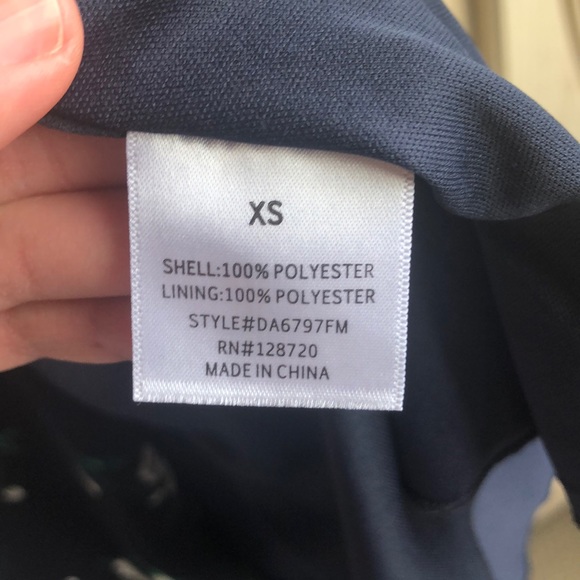 XS
SHELL:100% POLYESTER
LINING:100% POLYESTER
STYLE#DA6797FM
RN#128720
MADE IN CHINA